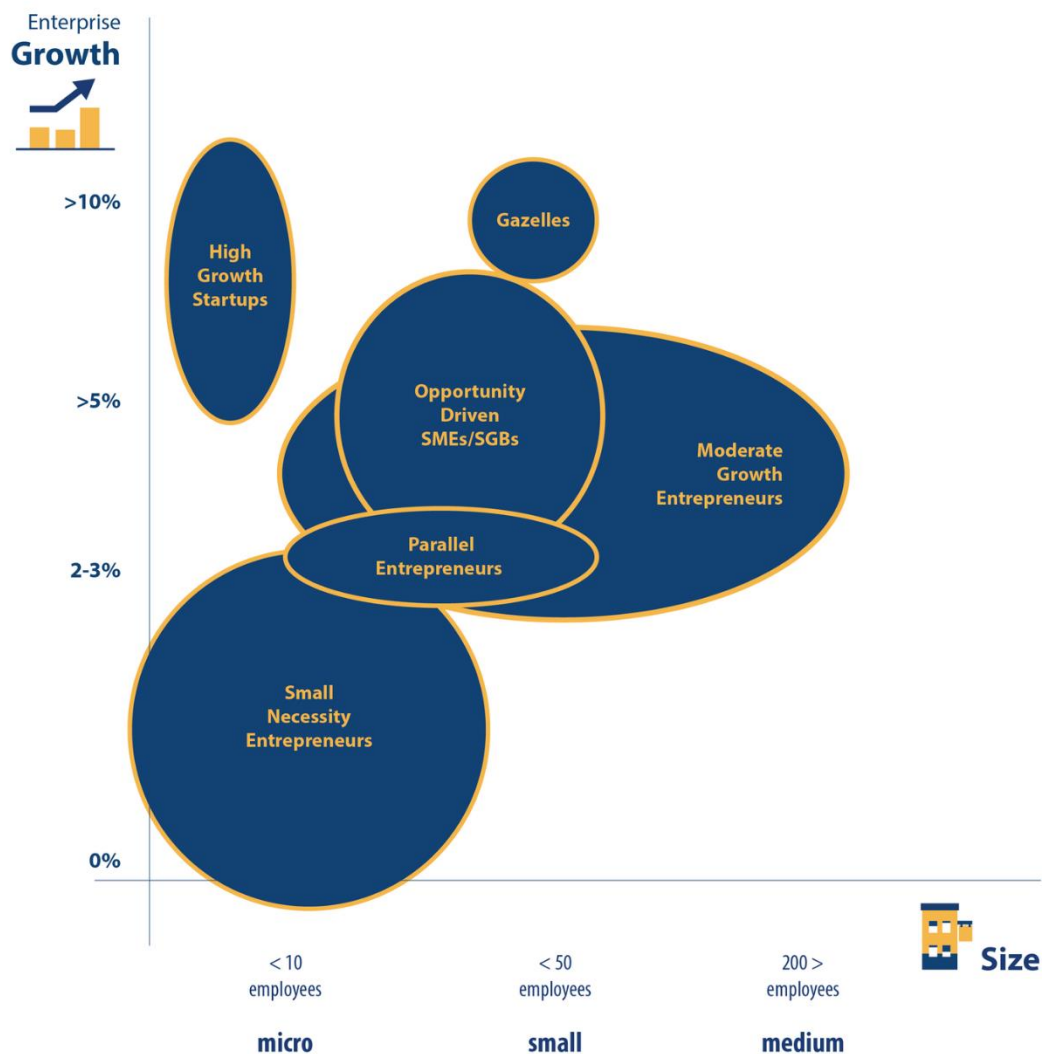 Enterprise
Growth
>10%
Gazelles
High
Growth
Startups
>5%
Opportunity
Driven
SMEs/SGBs
Moderate
Growth
Entrepreneurs
Parallel
Entrepreneurs
2-3%
Small
Necessity
Entrepreneurs
0%
Size
< 10
employees
micro
< 50
employees
small
200 >
employees
medium